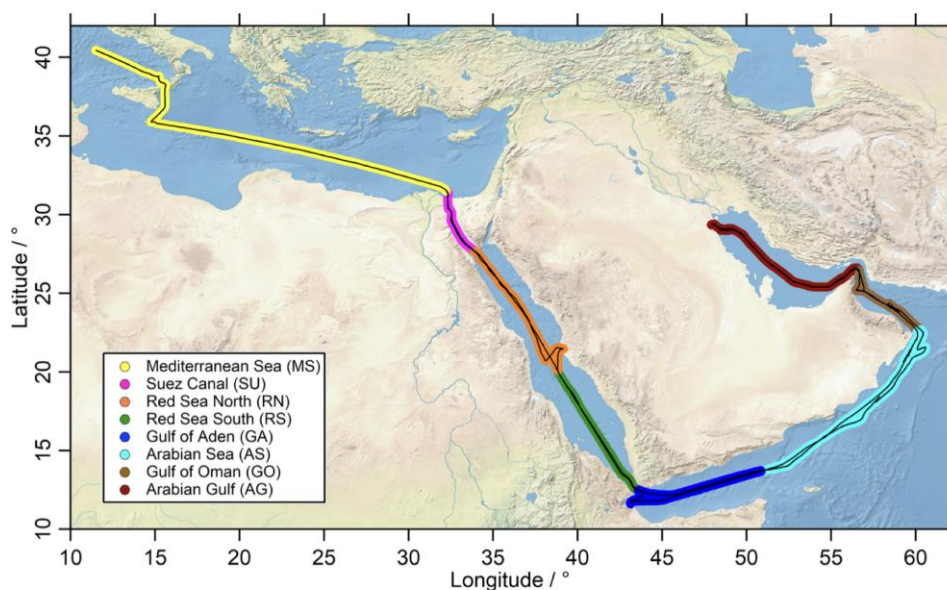 40
35
30
25
20
15
10
Latitude / °
Mediterranean Sea (MS)
Suez Canal (SU)
Red Sea North (RN)
Red Sea South (RS)
Gulf of Aden (GA)
Arabian Sea (AS)
Gulf of Oman (GO)
Arabian Gulf (AG)
10 15 20 25 30 35 40 45 50 55 60
Longitude / °